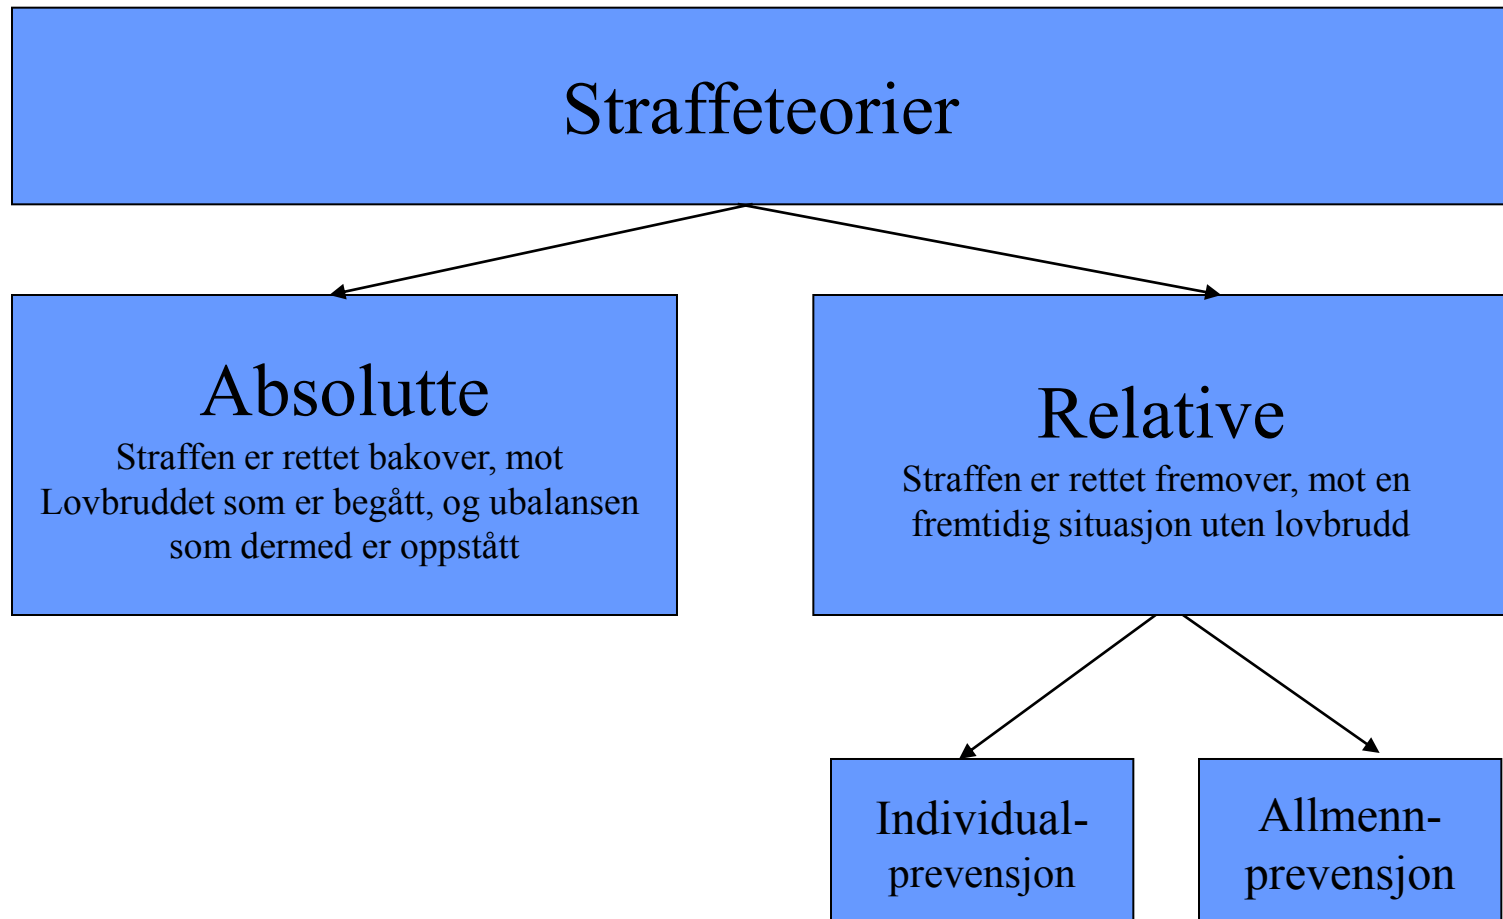 Straffeteorier
Absolutte
Straffen er rettet bakover, mot
Lovbruddet som er begått, og ubalansen
som dermed er oppstått
Relative
Straffen er rettet fremover, mot en
fremtidig situasjon uten lovbrudd
Individual-
prevensjon
Allmenn-
prevensjon